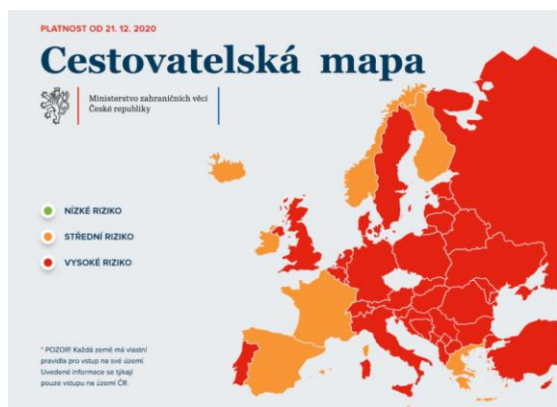 PLATNOST OD 21. 12. 2020
Cestovatelská mapa
Ministerstvo zahraničních věcí
České republiky
NÍZKÉ RIZIKO
STŘEDNÍ RIZIKO
VYSOKÉ RIZIKO
* POZOR! Každá země má vlastní
pravidla pro vstup na své území.
Uvedené informace se týkají
pouze vstupu na území ČR.